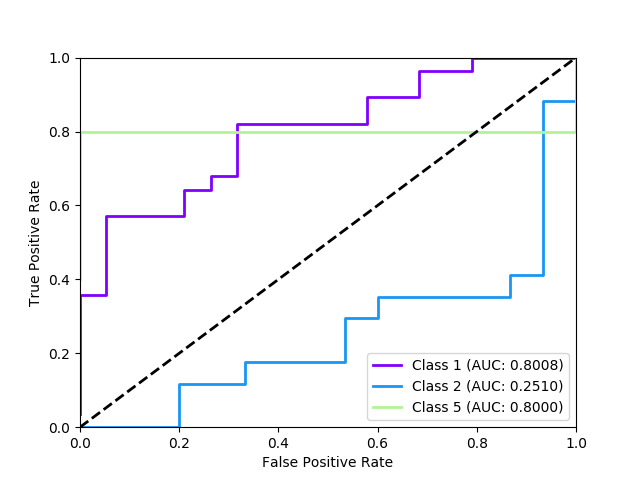 1.0
0.8
0.6
0.4
0.2
0.0
True Positive Rate
Class 1 (AUC: 0.8008)
Class 2 (AUC: 0.2510)
Class 5 (AUC: 0.8000)
0.0 0.2 0.4 0.6 0.8 1.0
False Positive Rate